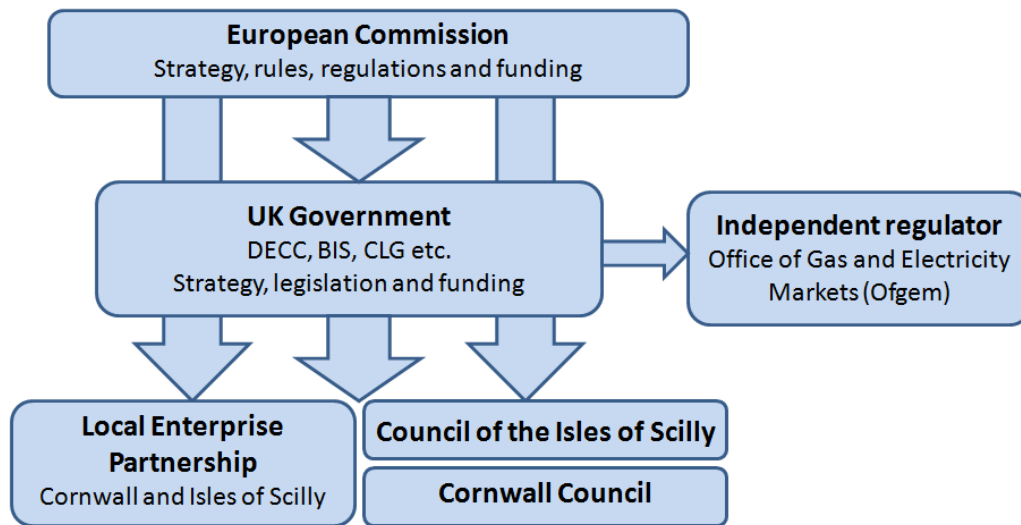 European Commission
Strategy, rules, regulations and funding
UK Government
DECC, BIS, CLG etc.
Strategy, legislation and funding
Independent regulator
Office of Gas and Electricity
Markets (Ofgem)
Local Enterprise
Partnership
Cornwall and Isles of Scilly
Council of the Isles of Scilly
Cornwall Council